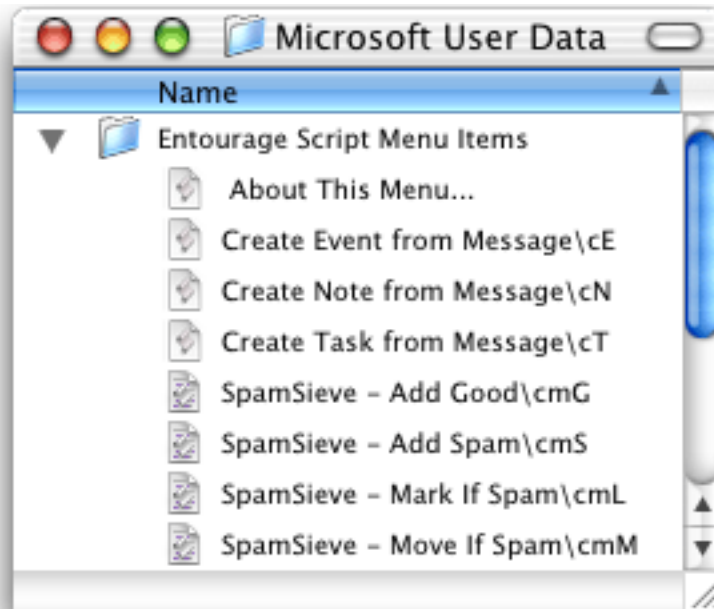 Microsoft User Data
Name
Entourage Script Menu Items
About This Menu...
Create Event from Message\cE
Create Note from Message\cN
Create Task from Message\cT
SpamSieve – Add Good\cmG
SpamSieve – Add Spam\cmS
SpamSieve – Mark If Spam\cmL
SpamSieve – Move If Spam\cmM